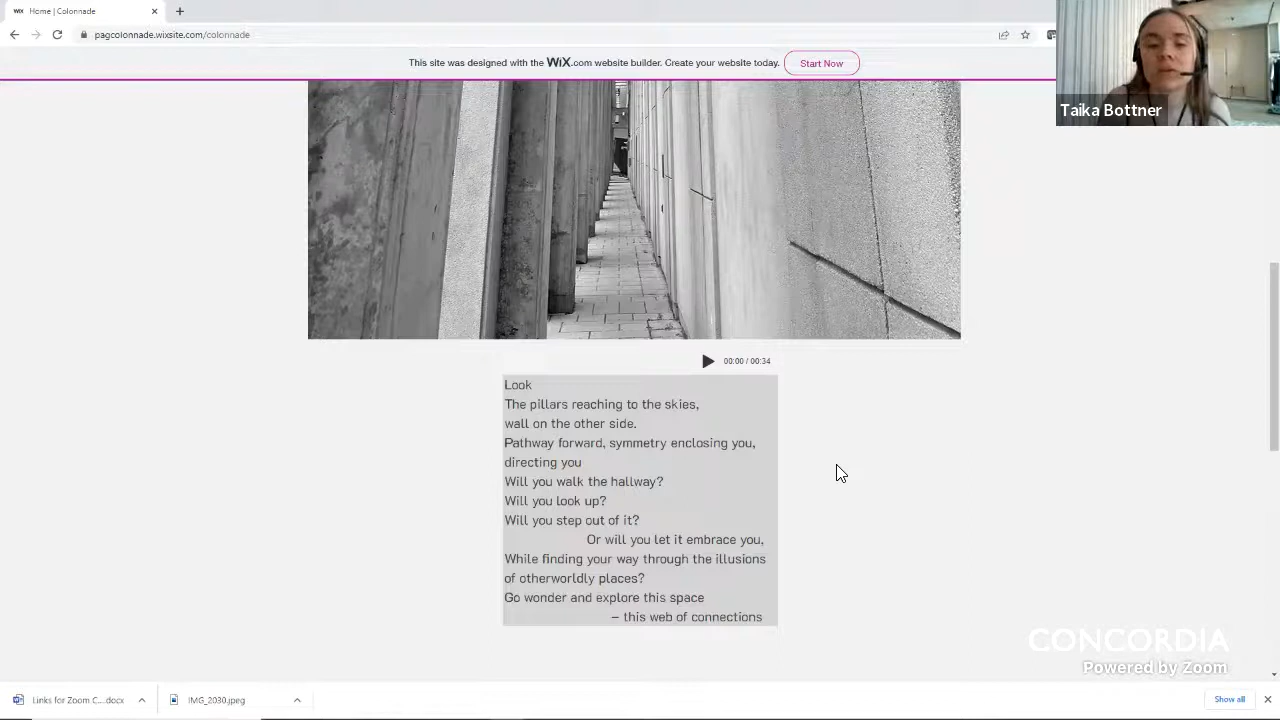 Home | Colonnade
pagcolonnade.wixsite.com/colonnade
This site was designed with the WiX.com website builder. Create your website today.
Start Now
Taika Bottner
00:00 / 00:34
Look
The pillars reaching to the skies,
wall on the other side.
Pathway forward, symmetry enclosing you,
directing you
Will you walk the hallway?
Will you look up?
Will you step out of it?
Or will you let it embrace you,
While finding your way through the illusions
of otherworldly places?
Go wonder and explore this space
– this web of connections
CONCORDIA
Powered by Zoom
Links for Zoom C....docx
IMG_2030.jpeg
Show all